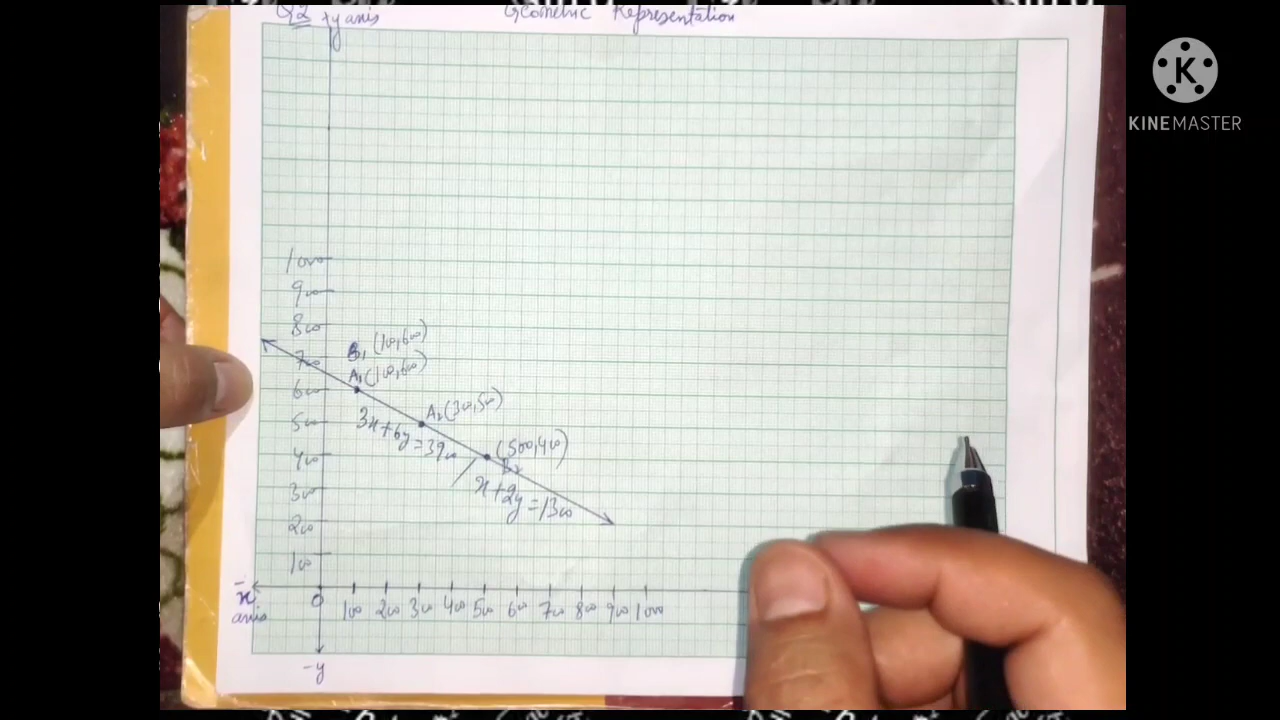 Q2 +y axis Geometric Representation
1000
900
800
B₁ (100,600)
700
A₁ (100,600)
600
A₂ (300,500)
500
3x+6y=3900
400
(500,400)
B₂
x+2y=1300
300
200
100
-x
axis
0 100 200 300 400 500 600 700 800 900 1000
-y
KINEMASTER